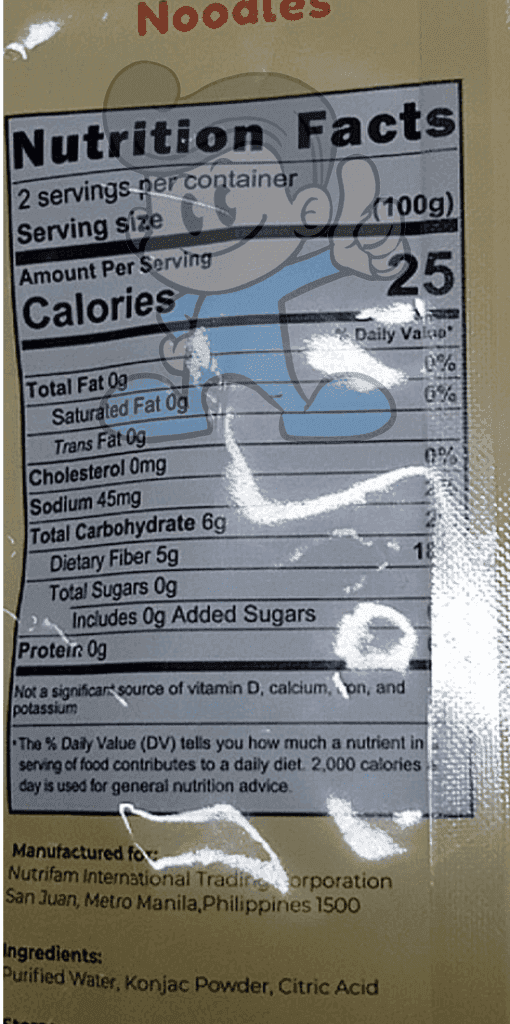 Noodles
Nutrition Facts
2 servings per container
Serving size (100g)
Amount Per Serving
Calories 25
% Daily Value*
Total Fat 0g 0%
Saturated Fat 0g 0%
Trans Fat 0g
Cholesterol 0mg 0%
Sodium 45mg
Total Carbohydrate 6g
Dietary Fiber 5g
Total Sugars 0g
Includes 0g Added Sugars
Protein 0g
Not a significant source of vitamin D, calcium, iron, and
potassium
*The % Daily Value (DV) tells you how much a nutrient in
serving of food contributes to a daily diet. 2,000 calories
day is used for general nutrition advice.
Manufactured for:
Nutrifam International Trading Corporation
San Juan, Metro Manila,Philippines 1500
Ingredients:
Purified Water, Konjac Powder, Citric Acid